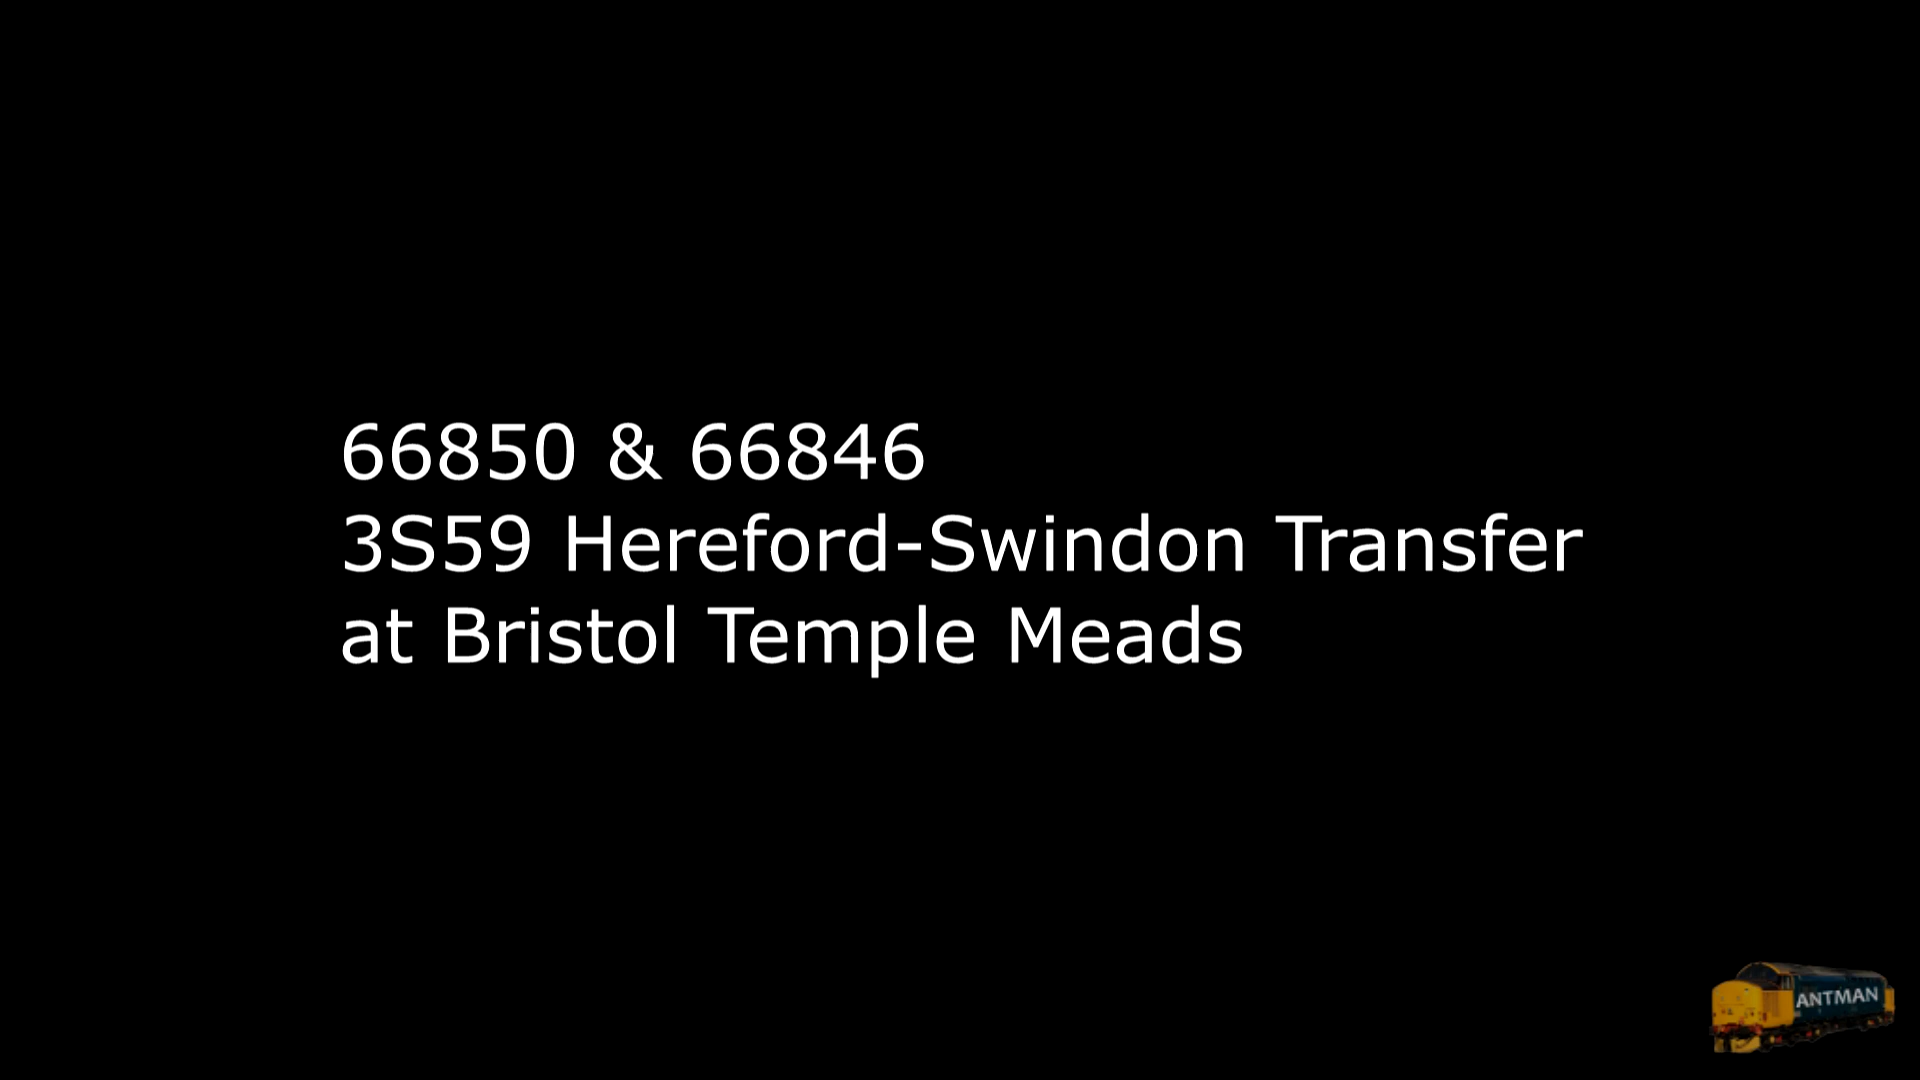 66850 & 66846
3S59 Hereford-Swindon Transfer
at Bristol Temple Meads
ANTMAN